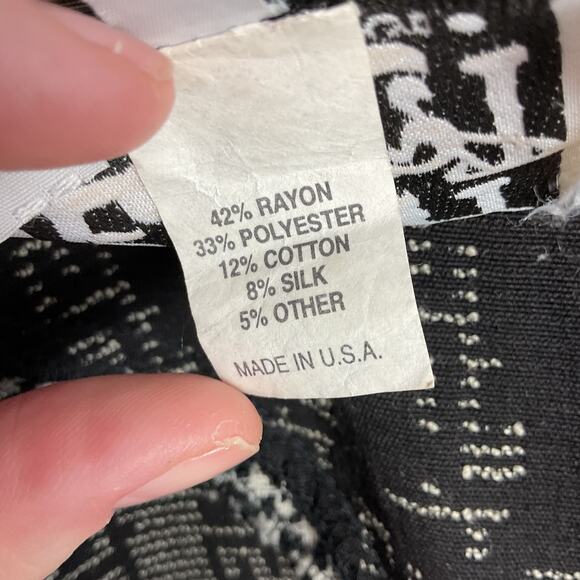 42% RAYON
33% POLYESTER
12% COTTON
8% SILK
5% OTHER
MADE IN U.S.A.